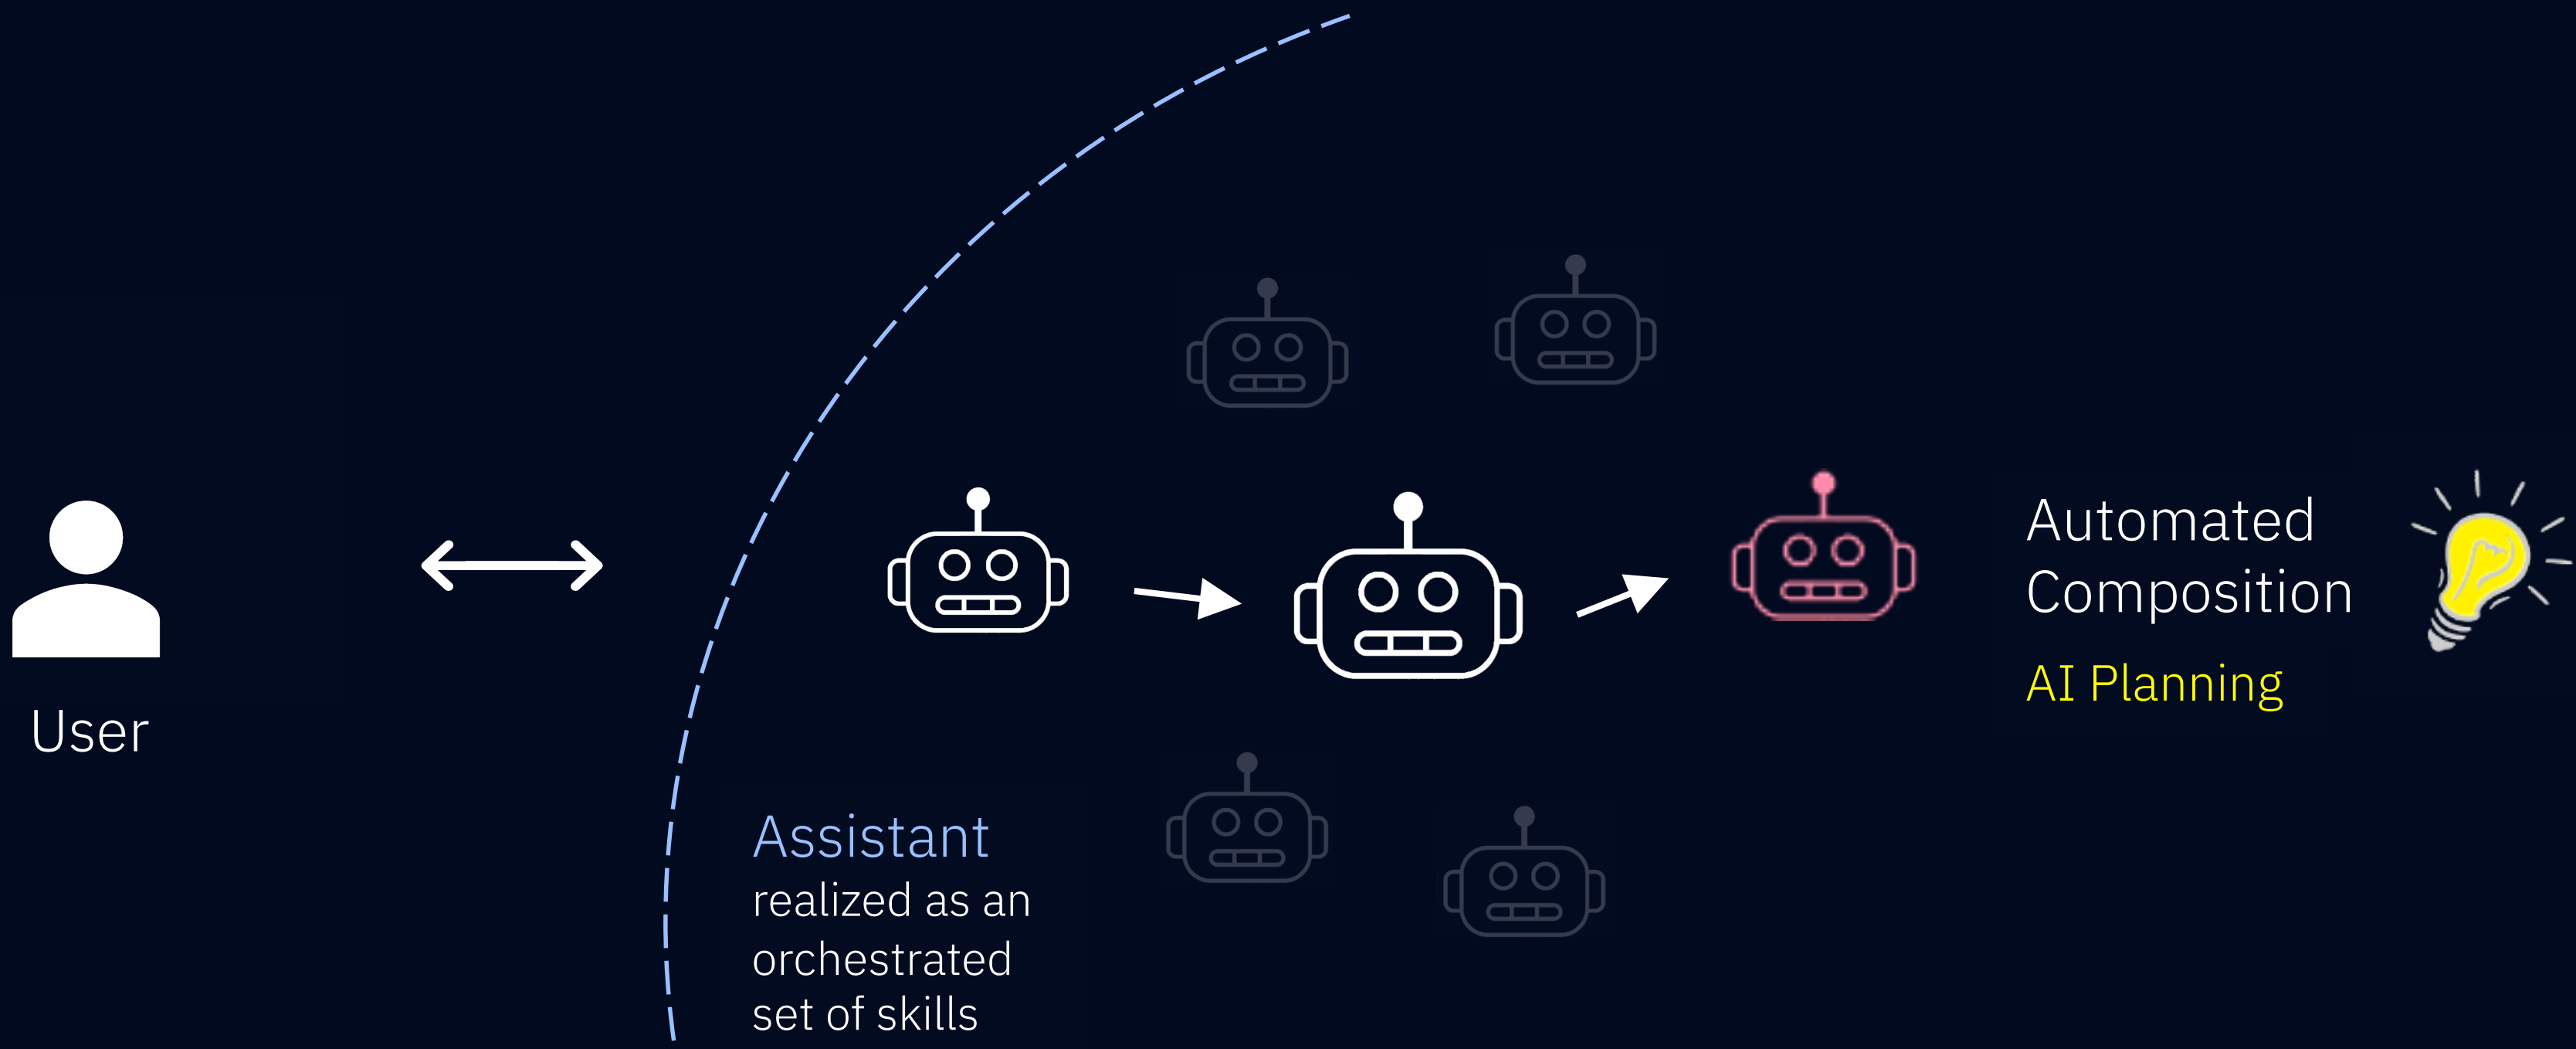 User
Assistant
realized as an
orchestrated
set of skills
Automated
Composition
AI Planning